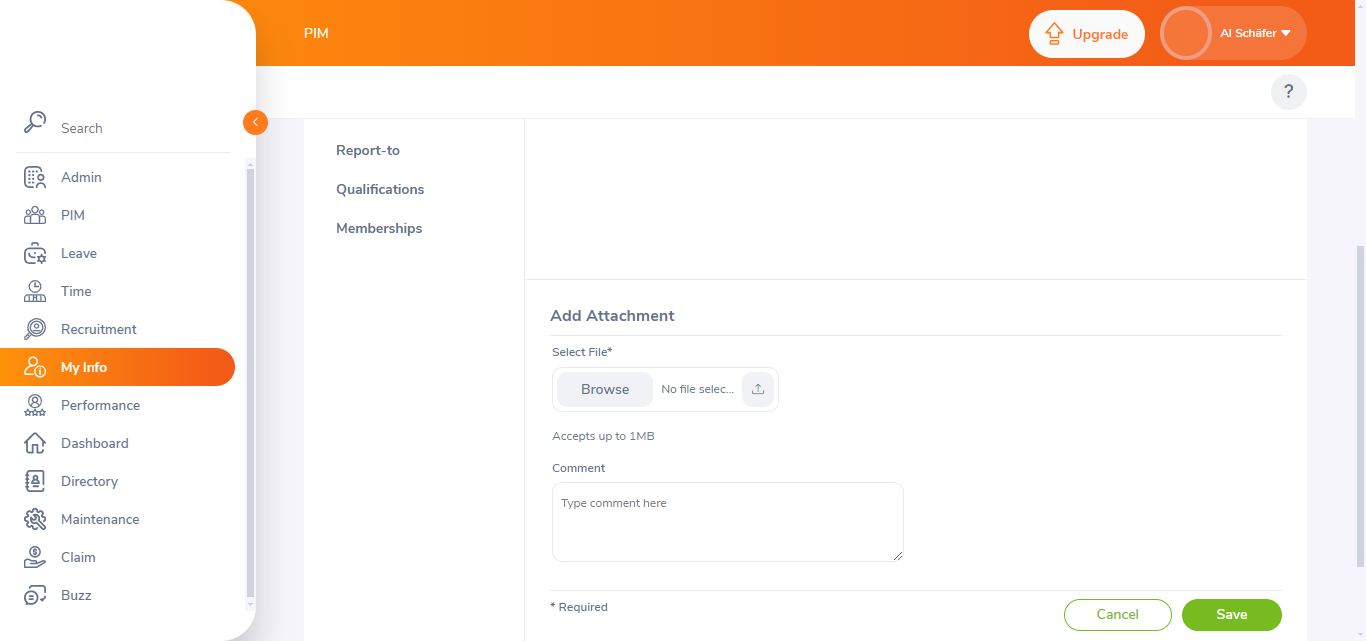 PIM
Upgrade
Al Schäfer
?
Search
Admin
PIM
Leave
Time
Recruitment
My Info
Performance
Dashboard
Directory
Maintenance
Claim
Buzz
Report-to
Qualifications
Memberships
Add Attachment
Select File*
Browse No file selec...
Accepts up to 1MB
Comment
Type comment here
* Required
Cancel
Save